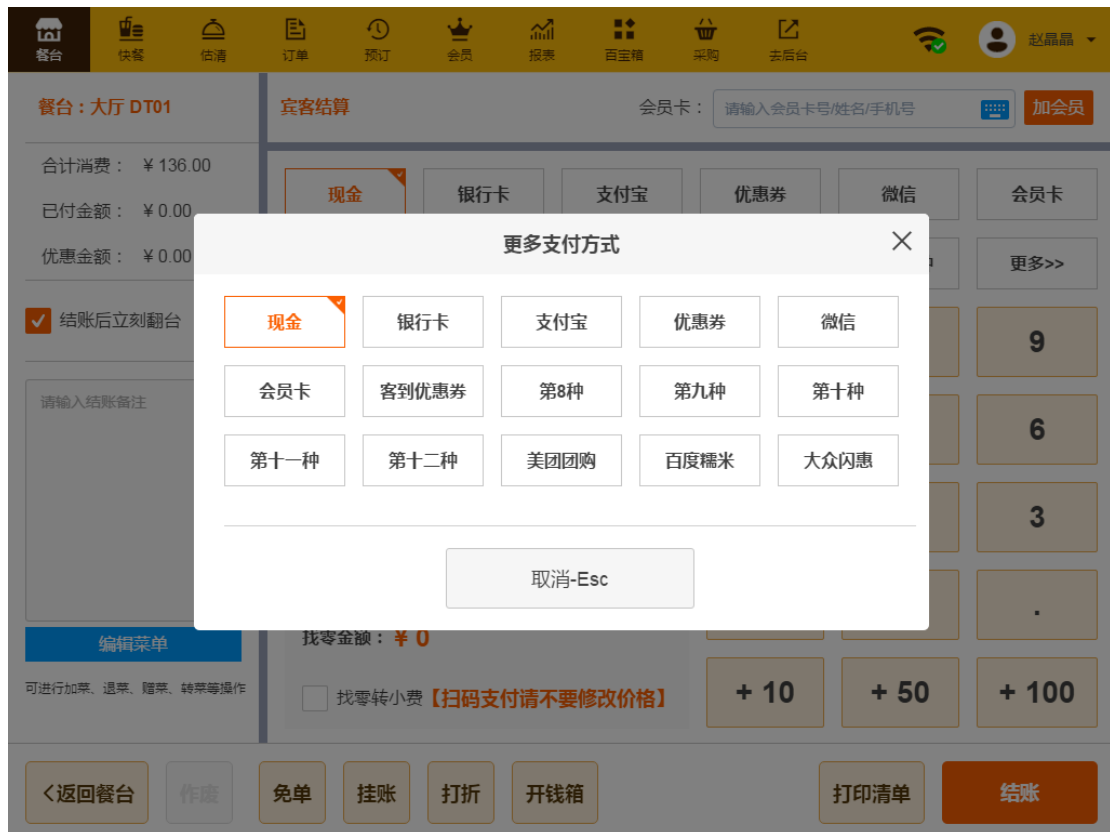 餐台 快餐 估清 订单 预订 会员 报表 百宝箱 采购 去后台 赵晶晶
餐台：大厅 DT01 宾客结算 会员卡： 请输入会员卡号/姓名/手机号 加会员
合计消费： ¥ 136.00
已付金额： ¥ 0.00
优惠金额： ¥ 0.00
结账后立刻翻台
请输入结账备注
编辑菜单
可进行加菜、退菜、赠菜、转菜等操作
现金 银行卡 支付宝 优惠券 微信 会员卡
更多>>
更多支付方式
现金 银行卡 支付宝 优惠券 微信
会员卡 客到优惠券 第8种 第九种 第十种
第十一种 第十二种 美团团购 百度糯米 大众闪惠
取消-Esc
9
6
3
.
找零金额：¥ 0
找零转小费【扫码支付请不要修改价格】
+ 10 + 50 + 100
<返回餐台 作废 免单 挂账 打折 开钱箱 打印清单 结账